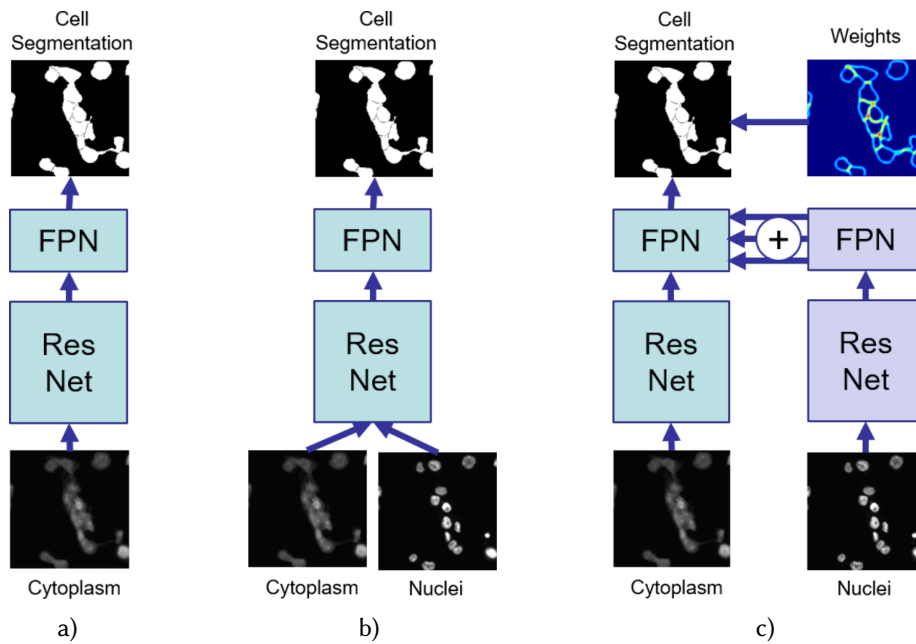 Cell
Segmentation
FPN
Res
Net
Cytoplasm
a)
Cell
Segmentation
FPN
Res
Net
Cytoplasm
Nuclei
b)
Cell
Segmentation
Weights
FPN
+
FPN
Res
Net
Res
Net
Cytoplasm
Nuclei
c)